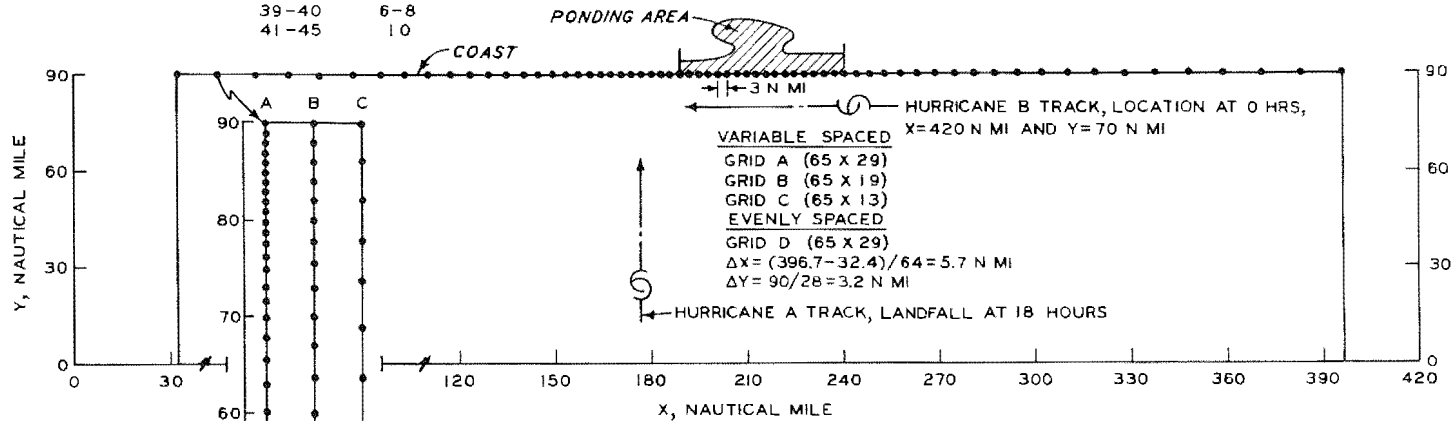 39-40 6-8
41-45 10
PONDING AREA
COAST
90
90
A B C
3 N MI
HURRICANE B TRACK, LOCATION AT 0 HRS,
X=420 N MI AND Y=70 N MI
90
VARIABLE SPACED
GRID A (65 X 29)
GRID B (65 X 19)
GRID C (65 X 13)
EVENLY SPACED
GRID D (65 X 29)
ΔX= (396.7-32.4)/64=5.7 N MI
ΔY= 90/28=3.2 N MI
60
60
80
30
30
70
HURRICANE A TRACK, LANDFALL AT 18 HOURS
0
0
Y, NAUTICAL MILE
0 30 120 150 180 210 240 270 300 330 360 390 420
60
X, NAUTICAL MILE